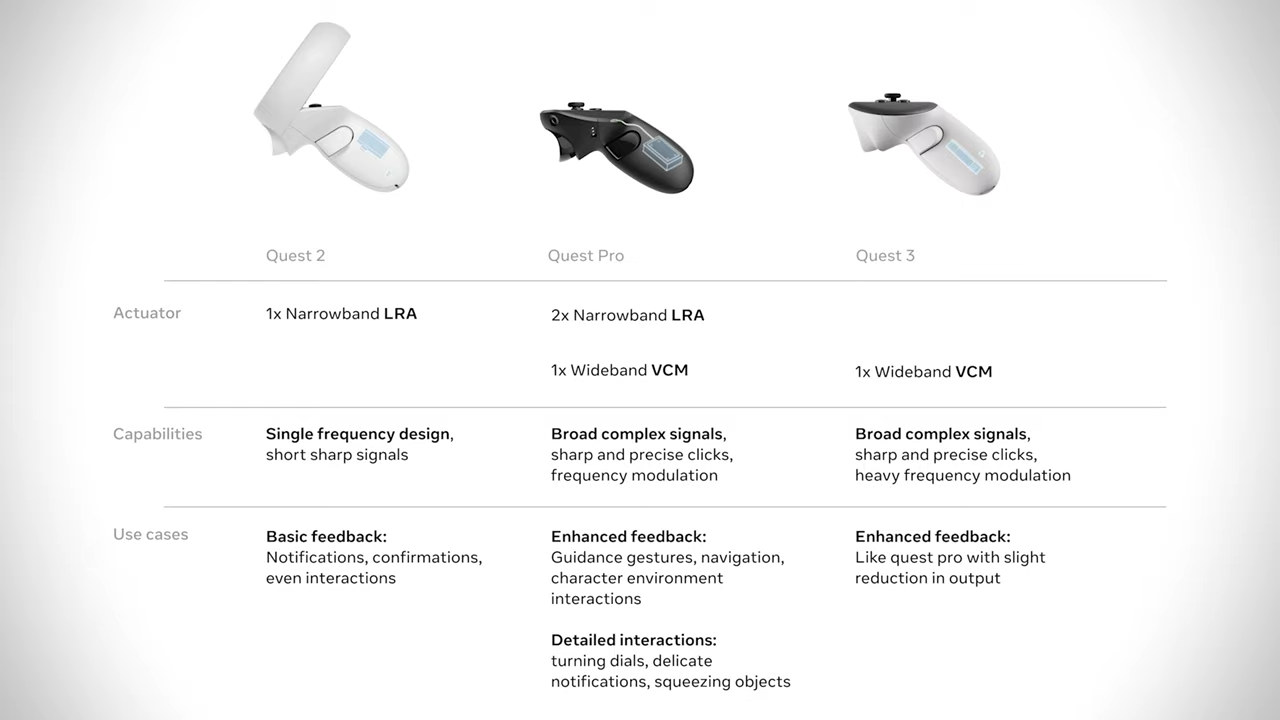 Quest 2
Quest Pro
Quest 3
Actuator
1x Narrowband LRA
2x Narrowband LRA
1x Wideband VCM
1x Wideband VCM
Capabilities
Single frequency design,
short sharp signals
Broad complex signals,
sharp and precise clicks,
frequency modulation
Broad complex signals,
sharp and precise clicks,
heavy frequency modulation
Use cases
Basic feedback:
Notifications, confirmations,
even interactions
Enhanced feedback:
Guidance gestures, navigation,
character environment
interactions
Detailed interactions:
turning dials, delicate
notifications, squeezing objects
Enhanced feedback:
Like quest pro with slight
reduction in output